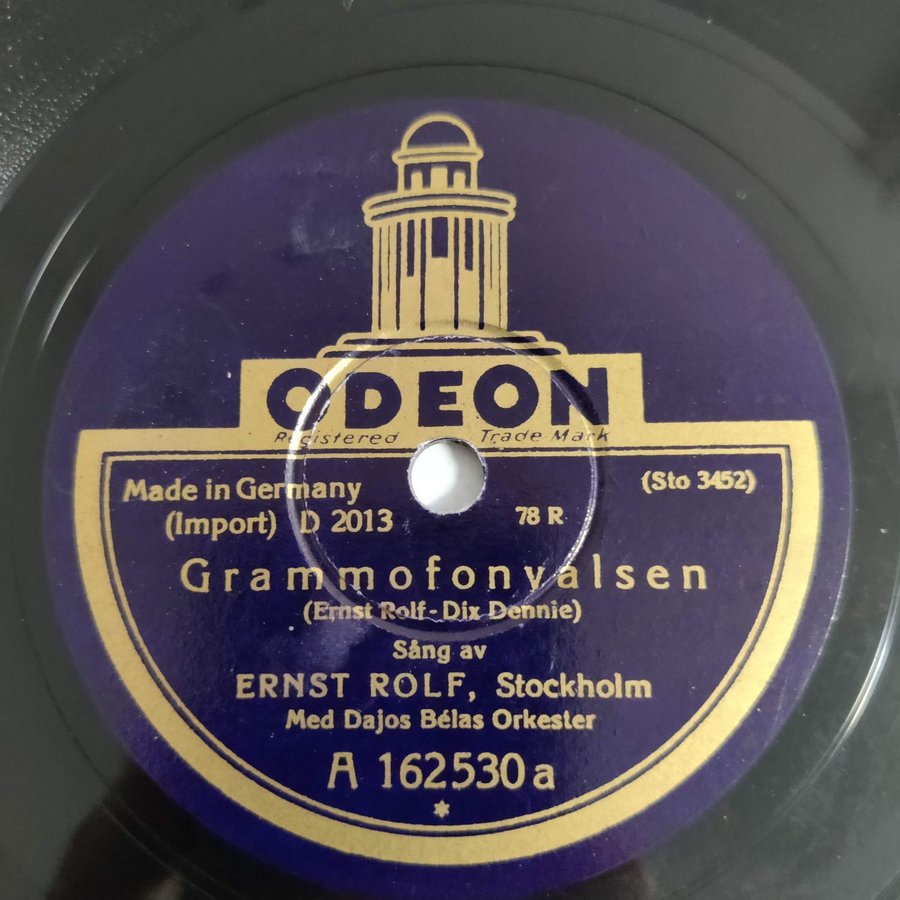 ODEON
Registered Trade Mark
Made in Germany
(Sto 3452)
(Import) D 2013
78 R
Grammofonvalsen
(Ernst Rolf - Dix Dennie)
Sång av
ERNST ROLF, Stockholm
Med Dajos Bélas Orkester
A 162530a